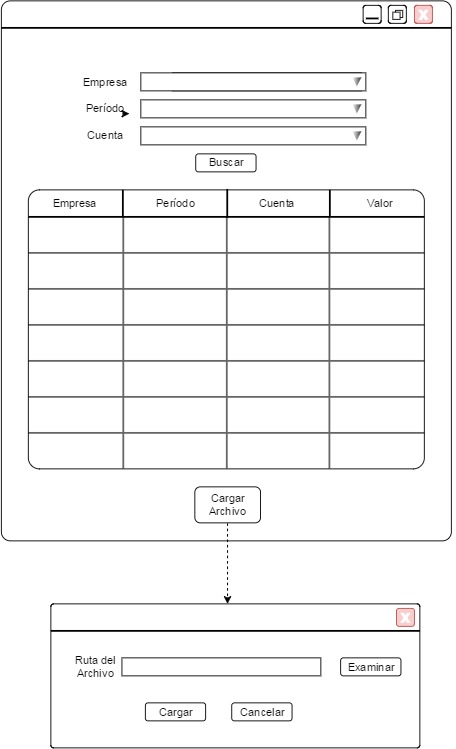 X
Empresa
Período
Cuenta
Buscar
Empresa Período Cuenta Valor
Cargar
Archivo
X
Ruta del
Archivo
Examinar
Cargar Cancelar